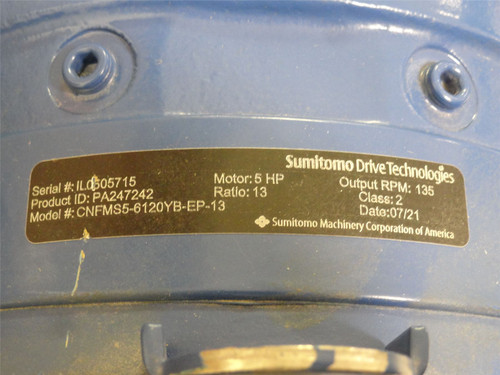 Sumitomo Drive Technologies
Serial #: IL0605715 Motor: 5 HP Output RPM: 135
Product ID: PA247242 Ratio: 13 Class: 2
Model #: CNFMS5-6120YB-EP-13 Date: 07/21
Sumitomo Machinery Corporation of America